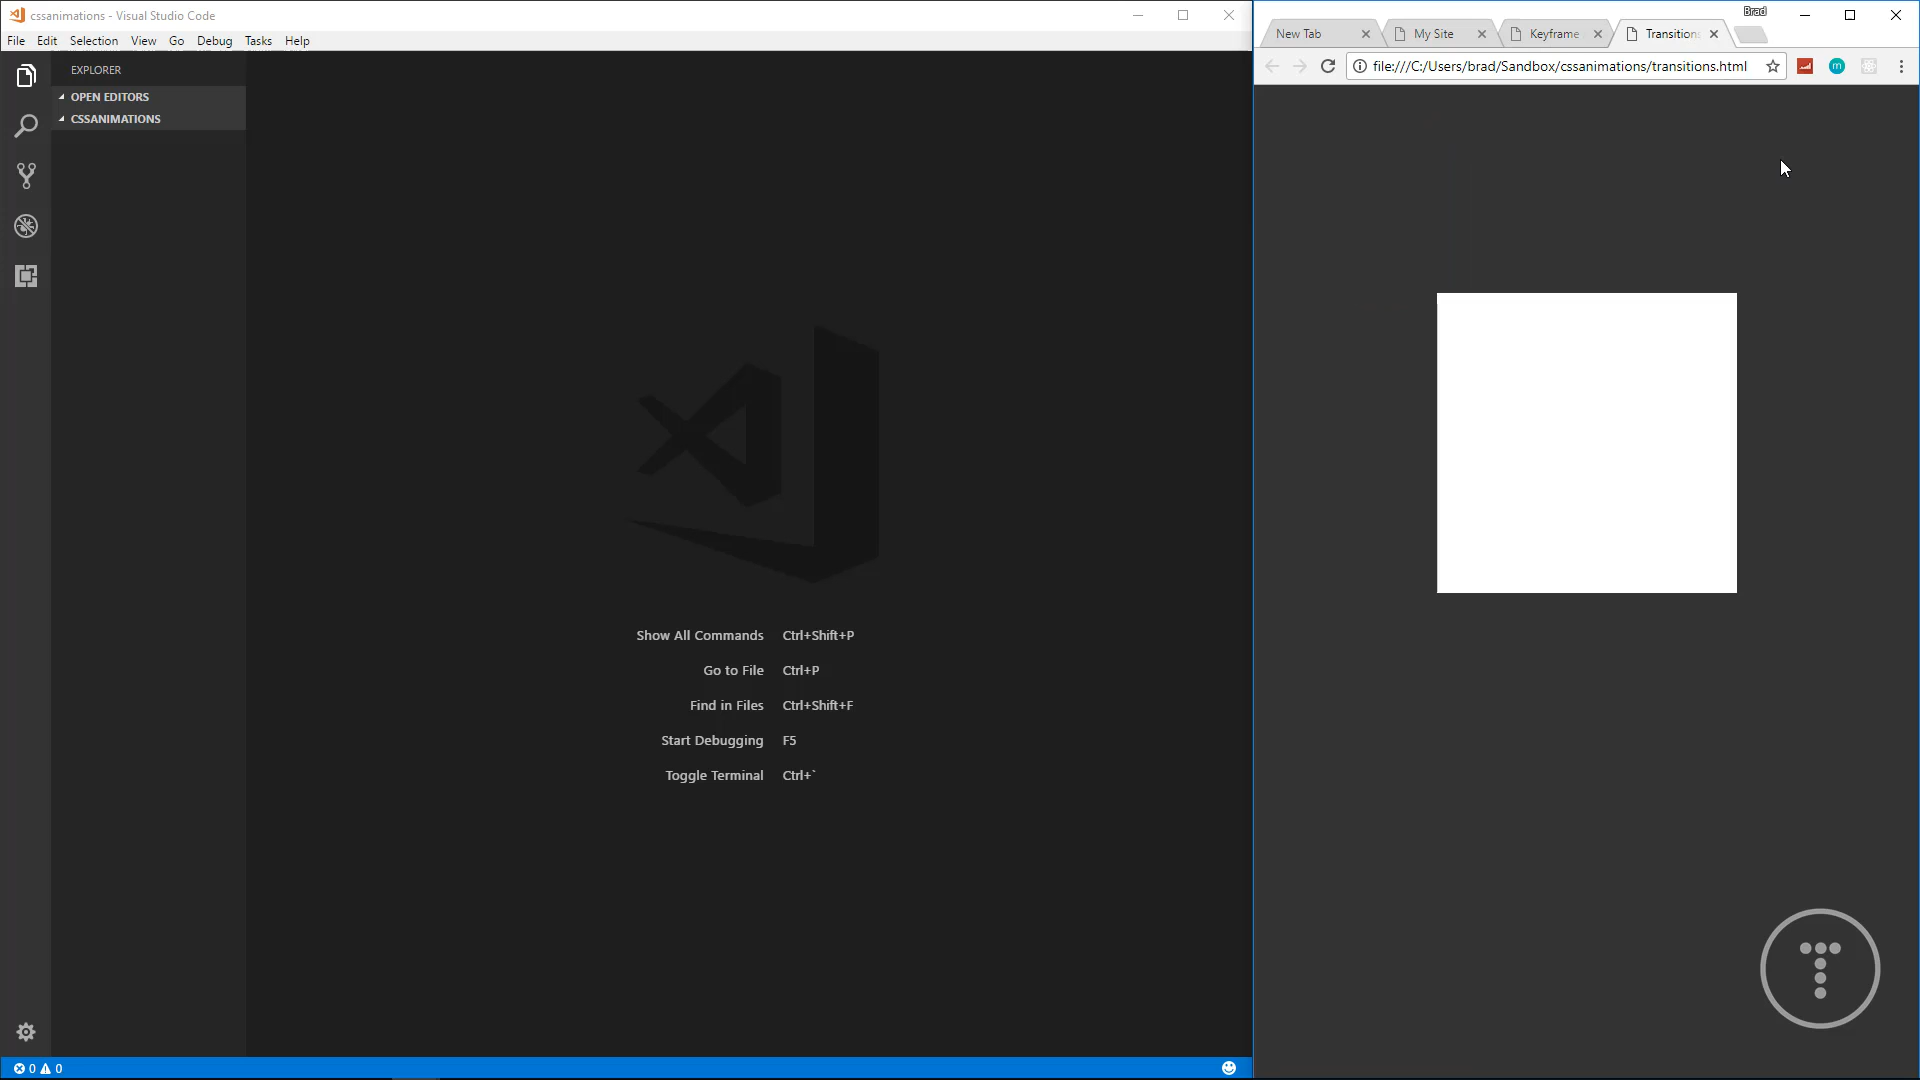 cssanimations - Visual Studio Code
File Edit Selection View Go Debug Tasks Help
EXPLORER
OPEN EDITORS
CSSANIMATIONS
Show All Commands Ctrl+Shift+P
Go to File Ctrl+P
Find in Files Ctrl+Shift+F
Start Debugging F5
Toggle Terminal Ctrl+`
0 0
Brad
New Tab My Site Keyframe Transitions
file:///C:/Users/brad/Sandbox/cssanimations/transitions.html
m
T